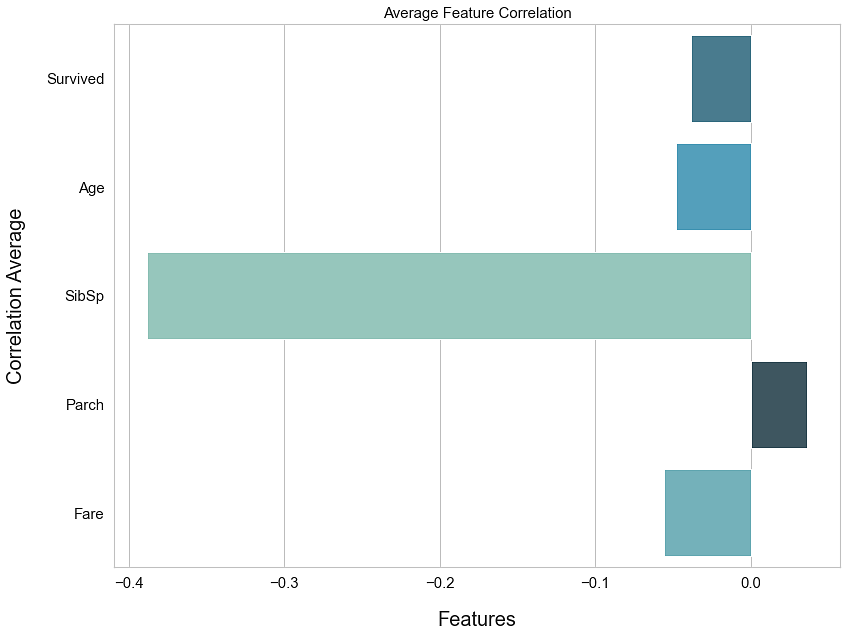 Average Feature Correlation
Correlation Average
Survived
Age
SibSp
Parch
Fare
−0.4
−0.3
−0.2
−0.1
0.0
Features